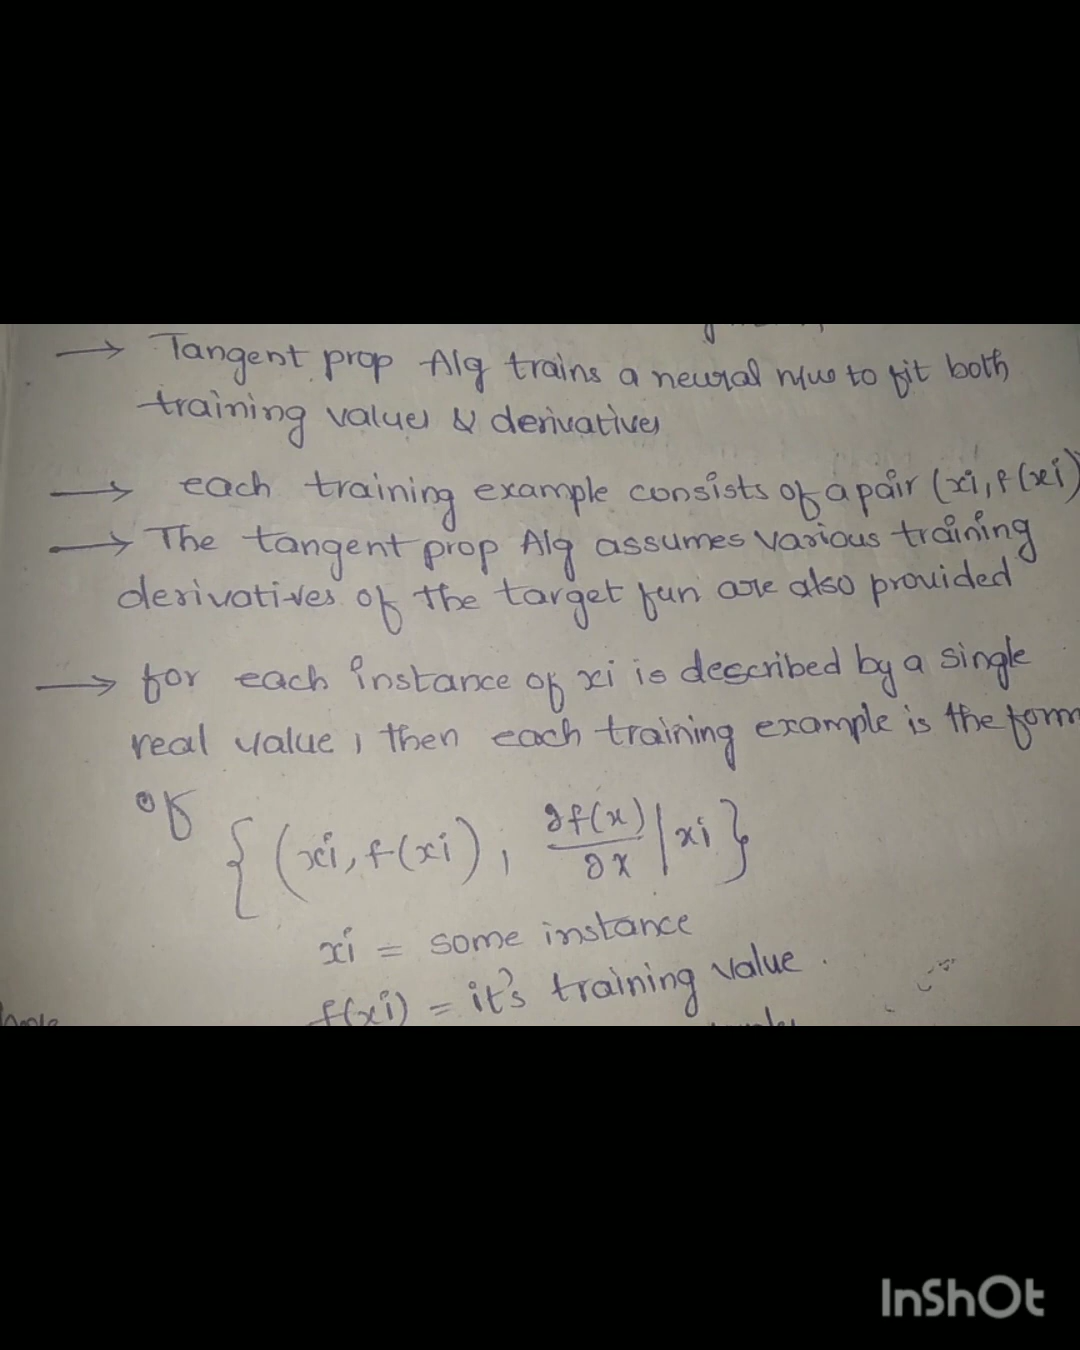 → Tangent prop Alg trains a neural n/w to fit both
training values & derivatives
→ each training example consists of a pair (xi, f(xi)
→ The tangent prop Alg assumes various training
derivatives of the target fun are also provided
→ for each instance of xi is described by a single
real value, then each training example is the form
of
{(xi, f(xi), ∂f(x)/∂x | xi}
xi = some instance
f(xi) = it's training value.
InShOt